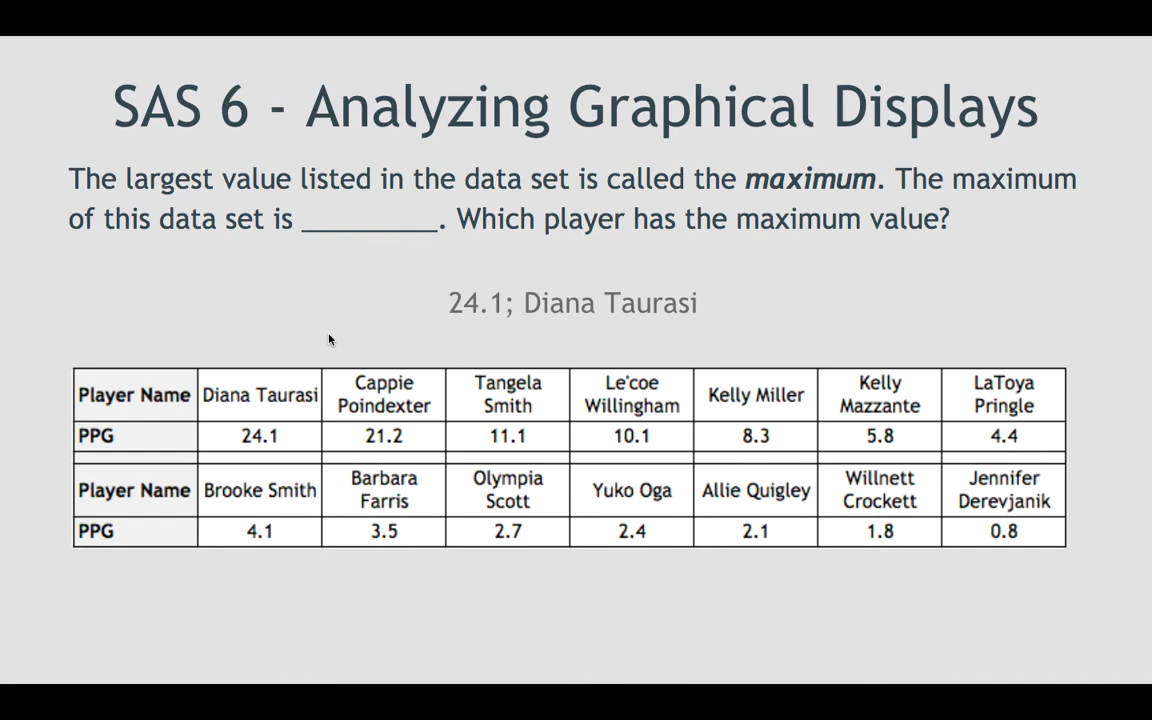 SAS 6 - Analyzing Graphical Displays
The largest value listed in the data set is called the maximum. The maximum
of this data set is _________. Which player has the maximum value?
24.1; Diana Taurasi
Player Name Diana Taurasi Cappie Poindexter Tangela Smith Le'coe Willingham Kelly Miller Kelly Mazzante LaToya Pringle
PPG 24.1 21.2 11.1 10.1 8.3 5.8 4.4
Player Name Brooke Smith Barbara Farris Olympia Scott Yuko Oga Allie Quigley Willnett Crockett Jennifer Derevjanik
PPG 4.1 3.5 2.7 2.4 2.1 1.8 0.8